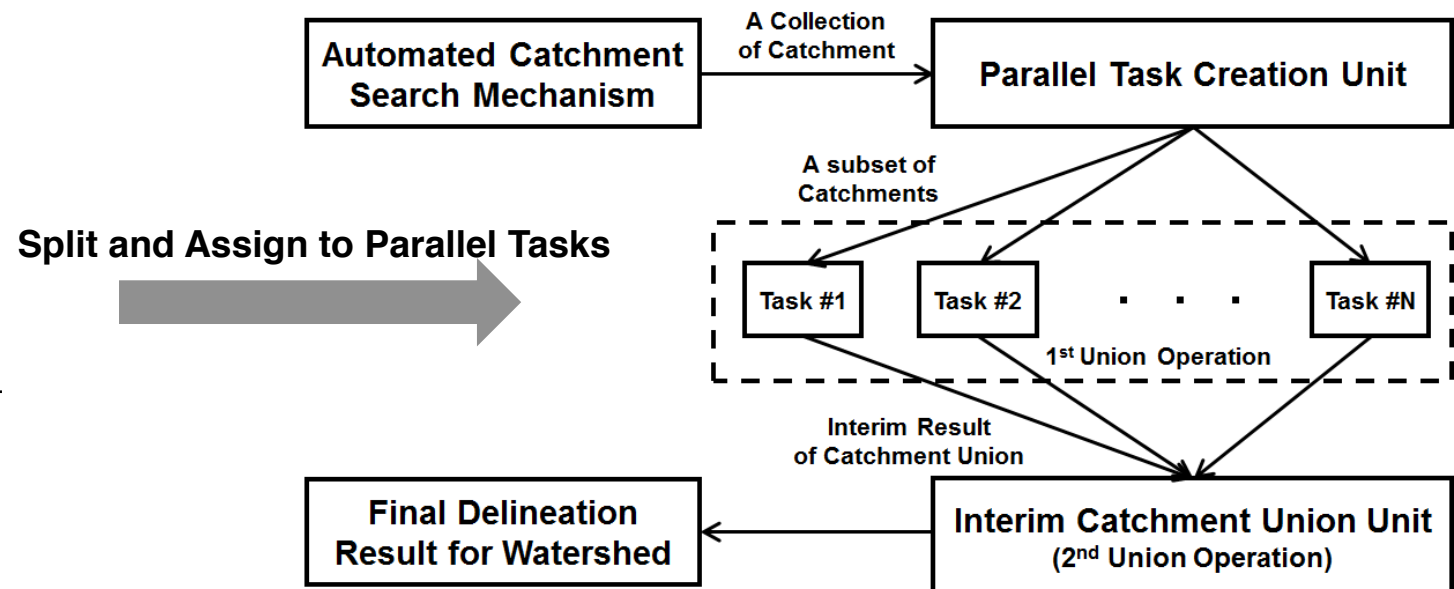 Automated Catchment
Search Mechanism
A Collection
of Catchment
Parallel Task Creation Unit
A subset of
Catchments
Split and Assign to Parallel Tasks
Task #1
Task #2
. . .
Task #N
1st Union Operation
Interim Result
of Catchment Union
Interim Catchment Union Unit
(2nd Union Operation)
Final Delineation
Result for Watershed